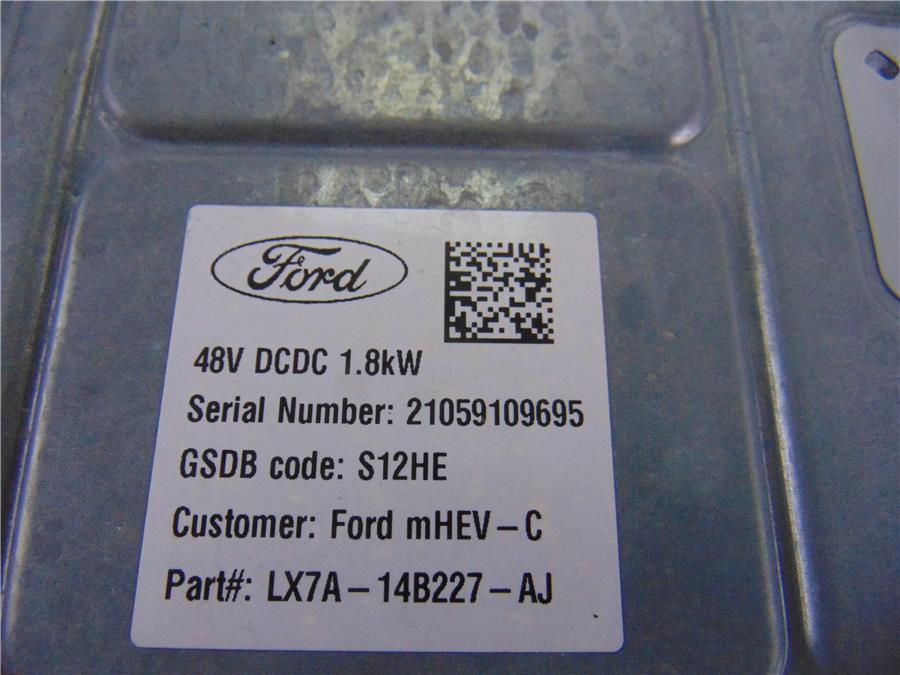 Ford
48V DCDC 1.8kW
Serial Number: 21059109695
GSDB code: S12HE
Customer: Ford mHEV-C
Part#: LX7A-14B227-AJ